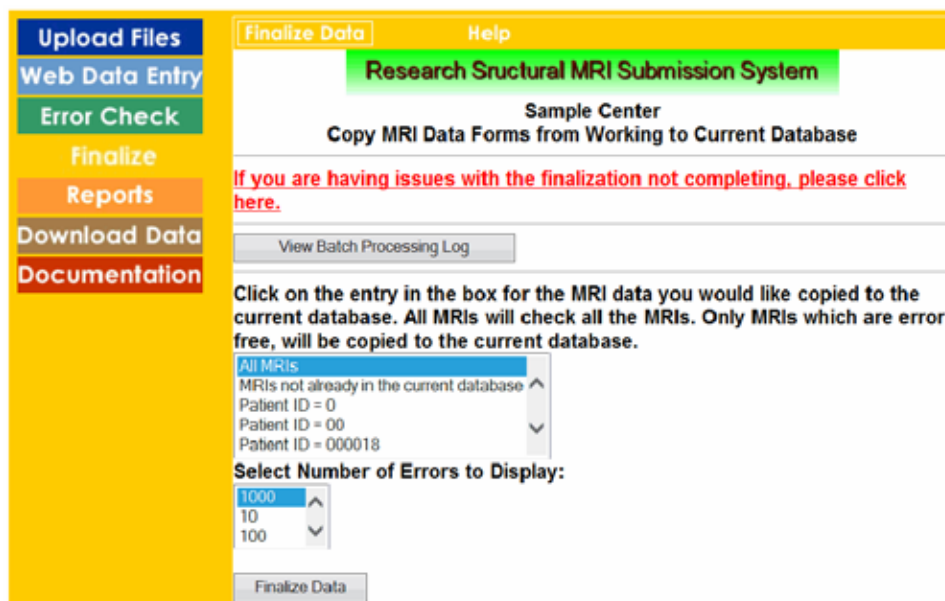 Upload Files
Web Data Entry
Error Check
Finalize
Reports
Download Data
Documentation
Finalize Data
Help
Research Sructural MRI Submission System
Sample Center
Copy MRI Data Forms from Working to Current Database
If you are having issues with the finalization not completing, please click
here.
View Batch Processing Log
Click on the entry in the box for the MRI data you would like copied to the
current database. All MRIs will check all the MRIs. Only MRIs which are error
free, will be copied to the current database.
All MRIs
MRIs not already in the current database
Patient ID = 0
Patient ID = 00
Patient ID = 000018
Select Number of Errors to Display:
1000
10
100
Finalize Data